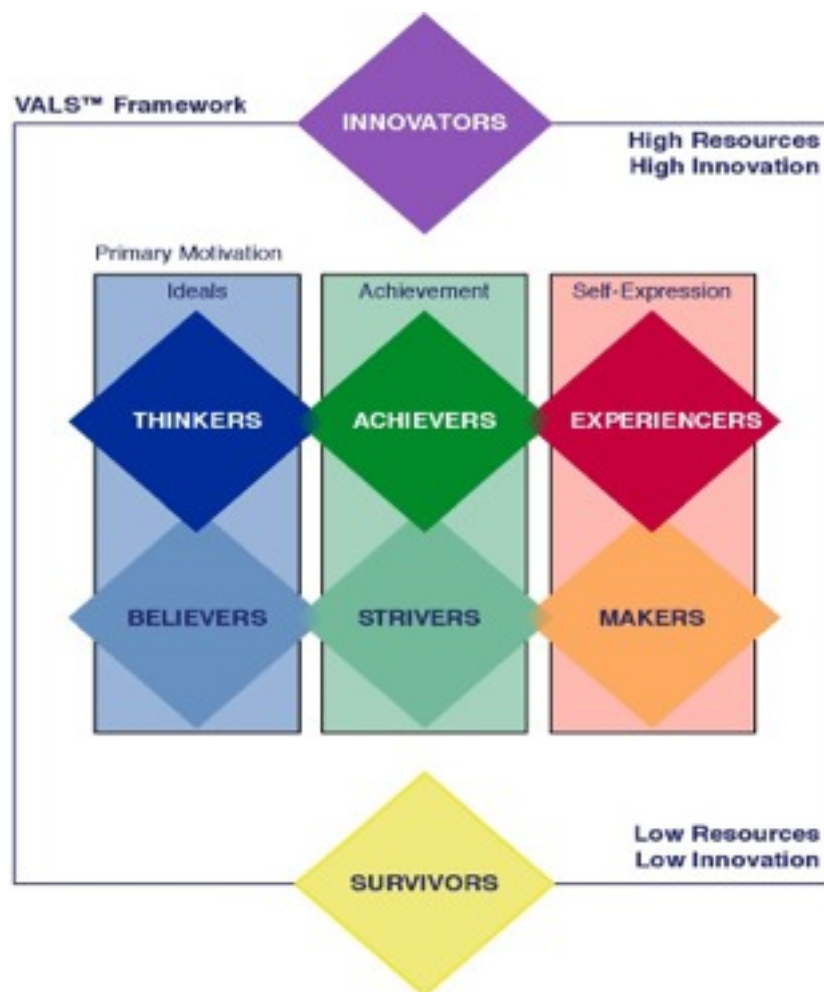 VALS™ Framework
INNOVATORS
High Resources
High Innovation
Primary Motivation
Ideals
Achievement
Self-Expression
THINKERS
ACHIEVERS
EXPERIENCERS
BELIEVERS
STRIVERS
MAKERS
Low Resources
Low Innovation
SURVIVORS